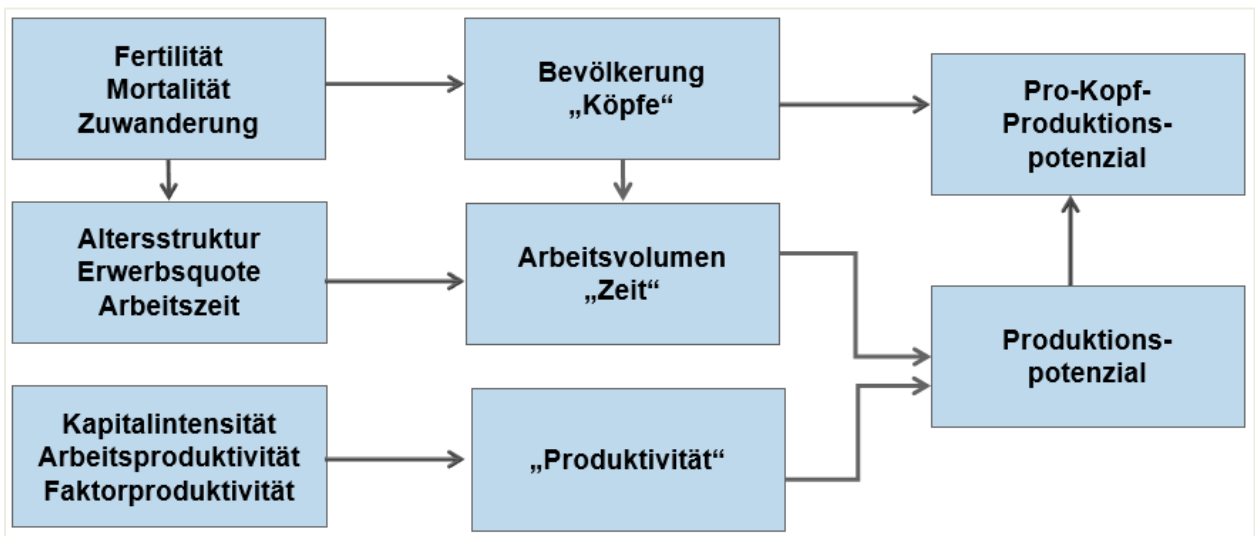 Fertilität
Mortalität
Zuwanderung
Bevölkerung
„Köpfe“
Pro-Kopf-
Produktions-
potenzial
Altersstruktur
Erwerbsquote
Arbeitszeit
Arbeitsvolumen
„Zeit“
Produktions-
potenzial
Kapitalintensität
Arbeitsproduktivität
Faktorproduktivität
„Produktivität“